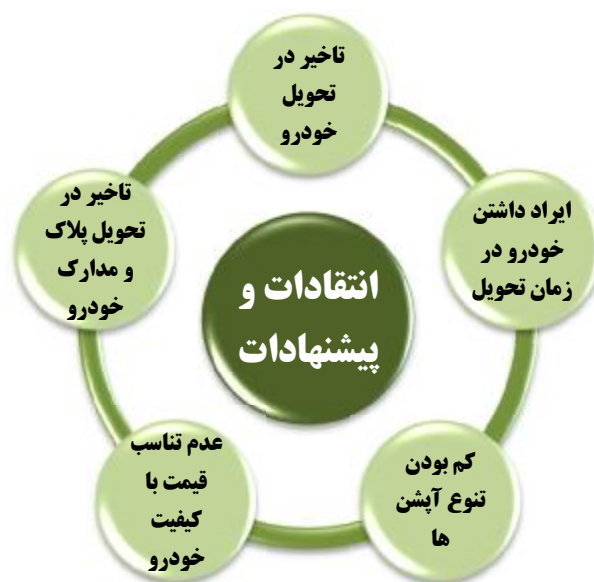 تاخیر در
تحویل
خودرو
ایراد داشتن
خودرو در
زمان تحویل
کم بودن
تنوع آپشن
ها
عدم تناسب
قیمت با
کیفیت
خودرو
تاخیر در
تحویل پلاک
و مدارک
خودرو
انتقادات و
پیشنهادات